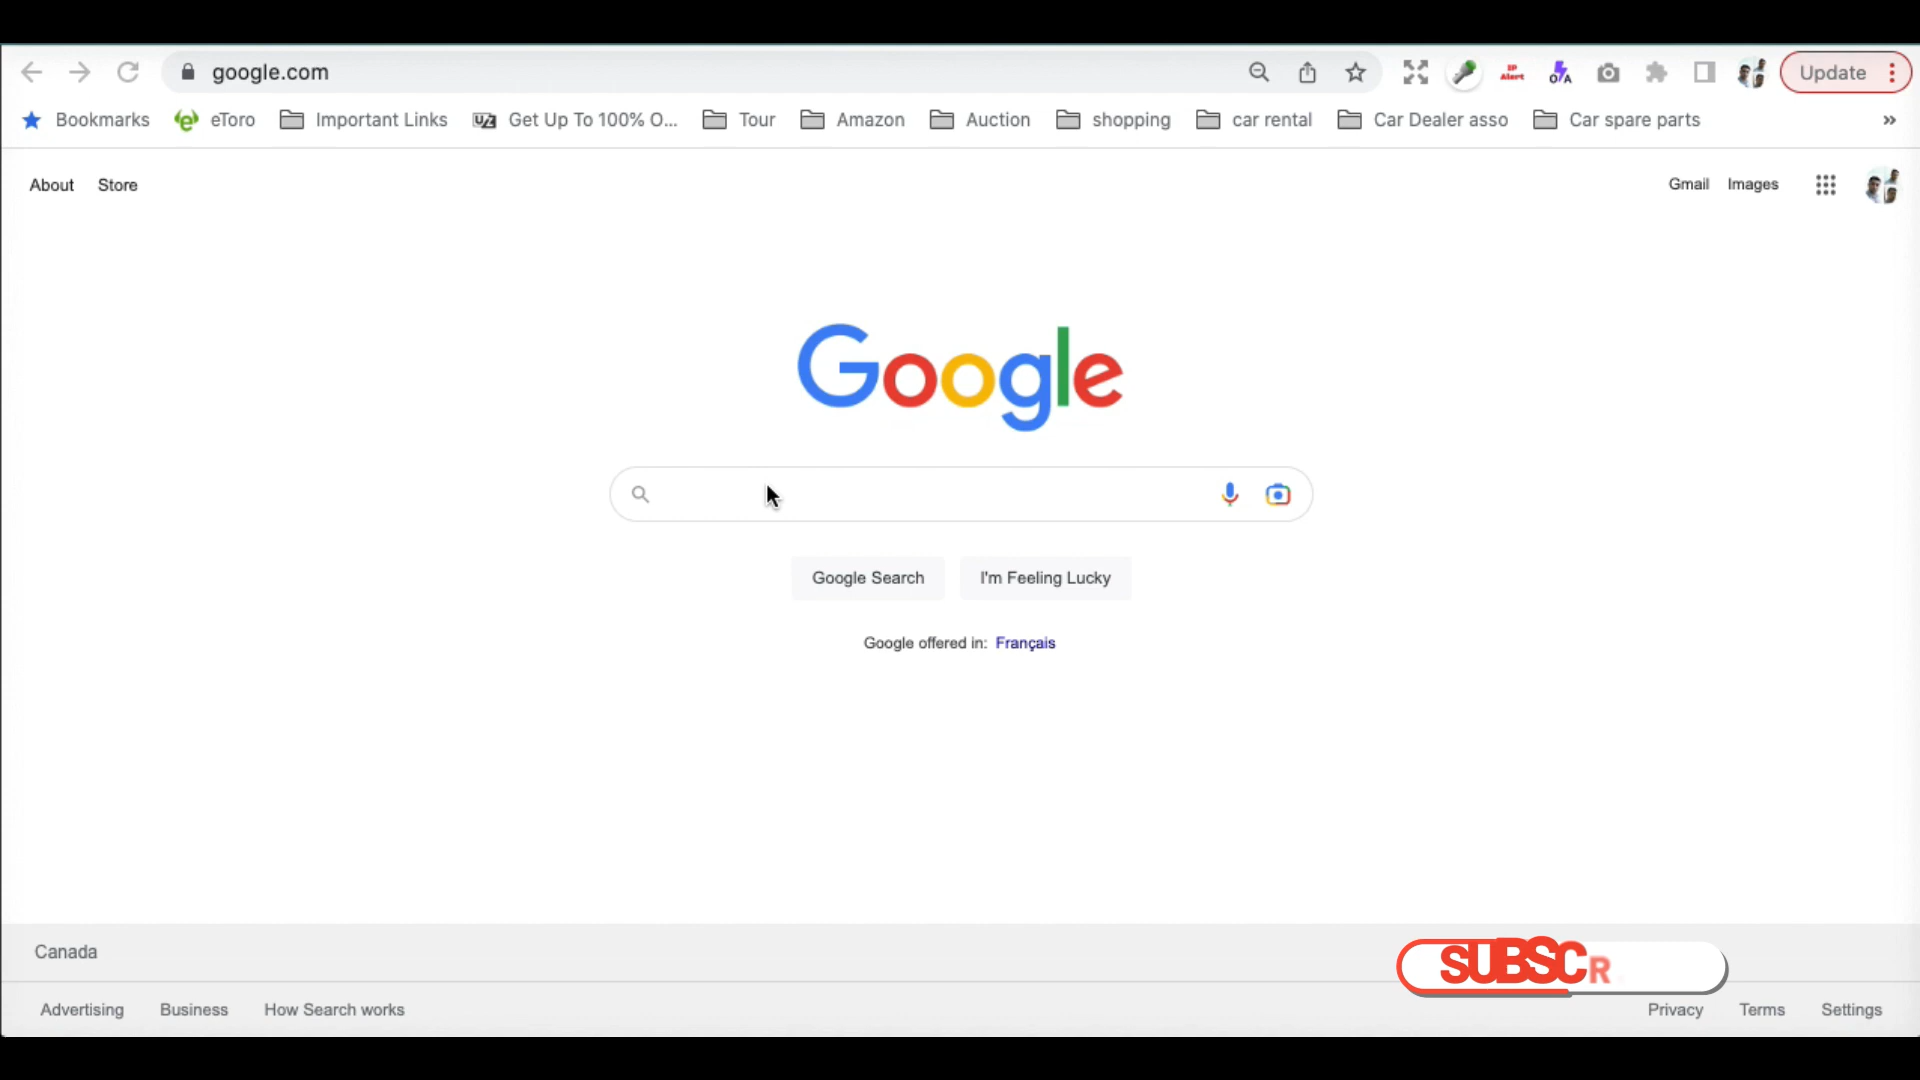 google.com
Update
Bookmarks eToro Important Links Get Up To 100% O... Tour Amazon Auction shopping car rental Car Dealer asso Car spare parts »
About Store Gmail Images
Google
Google Search I'm Feeling Lucky
Google offered in: Français
Canada
SUBSCR
Advertising Business How Search works Privacy Terms Settings